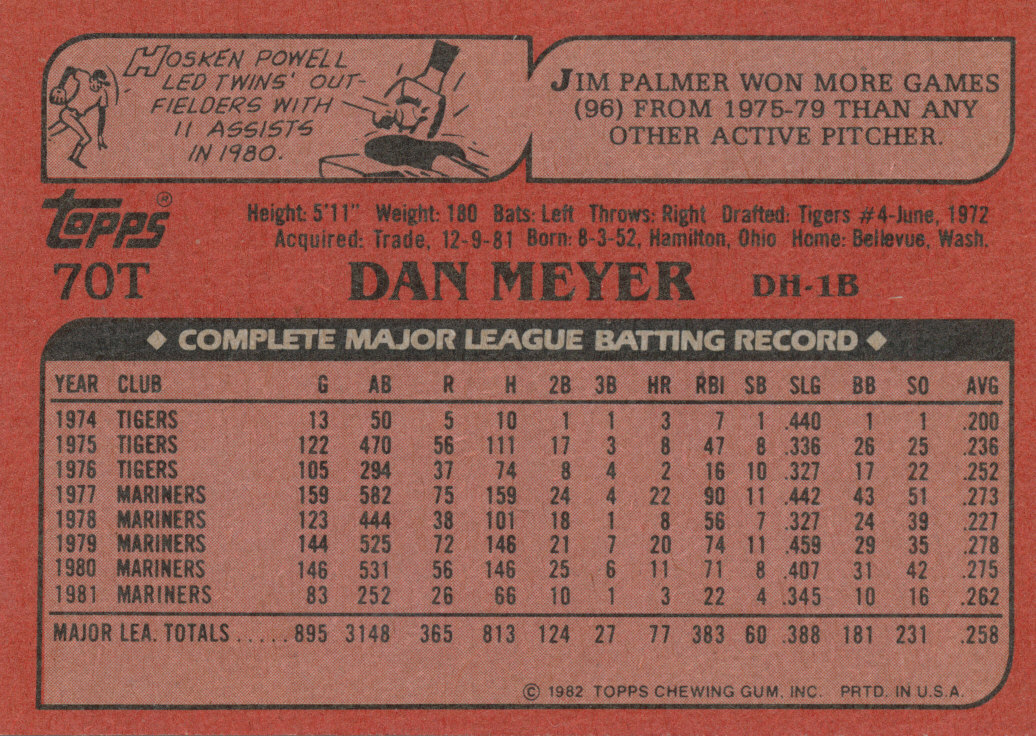 HOSKEN POWELL
LED TWINS' OUT-
FIELDERS WITH
11 ASSISTS
IN 1980.
JIM PALMER WON MORE GAMES
(96) FROM 1975-79 THAN ANY
OTHER ACTIVE PITCHER.
topps®
Height: 5'11" Weight: 180 Bats: Left Throws: Right Drafted: Tigers #4-June, 1972
Acquired: Trade, 12-9-81 Born: 8-3-52, Hamilton, Ohio Home: Bellevue, Wash.
70T DAN MEYER DH-1B
◆ COMPLETE MAJOR LEAGUE BATTING RECORD ◆
YEAR CLUB G AB R H 2B 3B HR RBI SB SLG BB SO AVG
1974 TIGERS 13 50 5 10 1 1 3 7 1 .440 1 1 .200
1975 TIGERS 122 470 56 111 17 3 8 47 8 .336 26 25 .236
1976 TIGERS 105 294 37 74 8 4 2 16 10 .327 17 22 .252
1977 MARINERS 159 582 75 159 24 4 22 90 11 .442 43 51 .273
1978 MARINERS 123 444 38 101 18 1 8 56 7 .327 24 39 .227
1979 MARINERS 144 525 72 146 21 7 20 74 11 .459 29 35 .278
1980 MARINERS 146 531 56 146 25 6 11 71 8 .407 31 42 .275
1981 MARINERS 83 252 26 66 10 1 3 22 4 .345 10 16 .262
MAJOR LEA. TOTALS ..... 895 3148 365 813 124 27 77 383 60 .388 181 231 .258
© 1982 TOPPS CHEWING GUM, INC. PRTD. IN U.S.A.